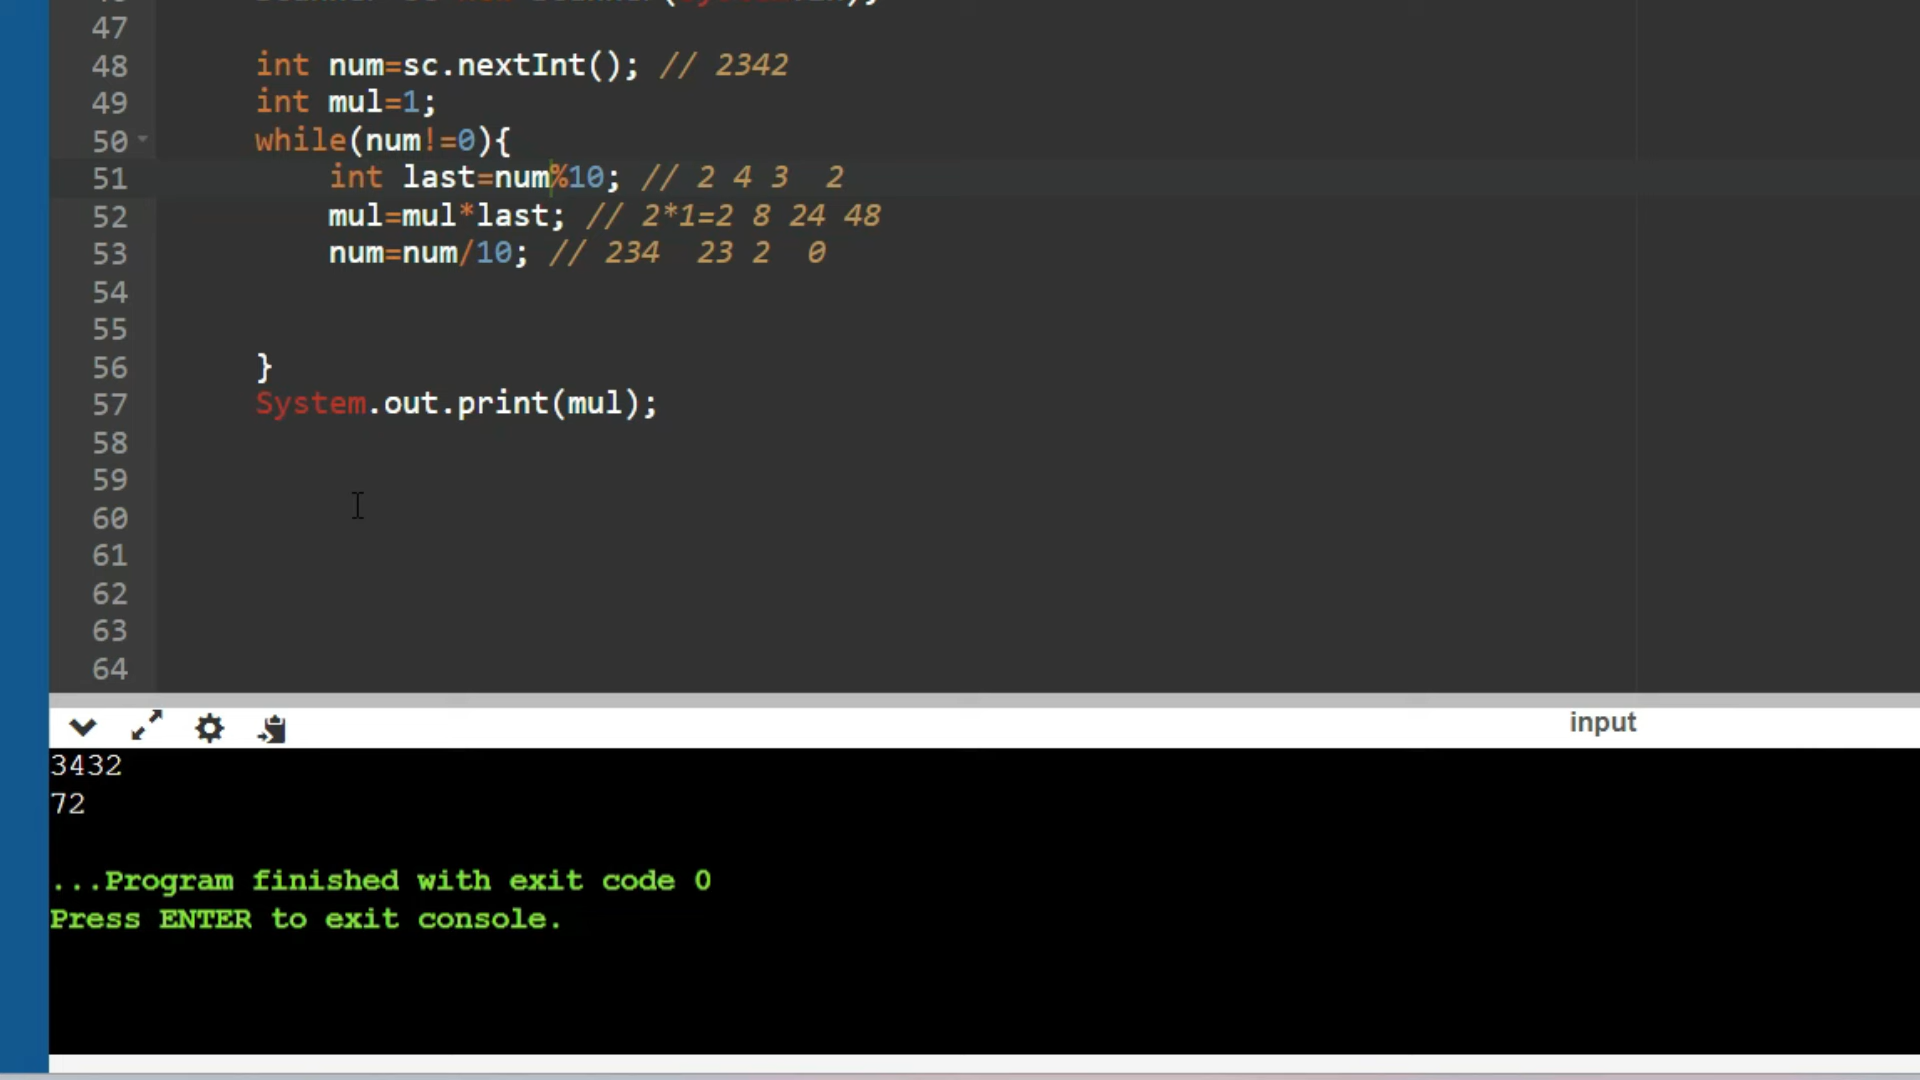 47
48 int num=sc.nextInt(); // 2342
49 int mul=1;
50 while(num!=0){
51 int last=num%10; // 2 4 3 2
52 mul=mul*last; // 2*1=2 8 24 48
53 num=num/10; // 234 23 2 0
54
55
56 }
57 System.out.print(mul);
58
59
60
61
62
63
64
input
3432
72
...Program finished with exit code 0
Press ENTER to exit console.